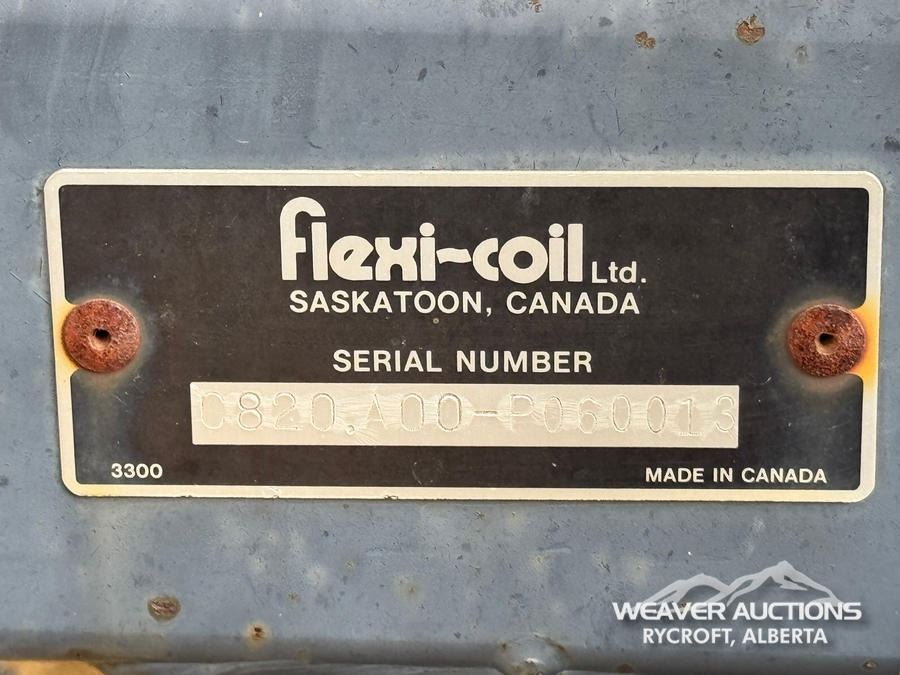 flexi-coil Ltd.
SASKATOON, CANADA
SERIAL NUMBER
C820.A00-P060013
3300
MADE IN CANADA
WEAVER AUCTIONS
RYCROFT, ALBERTA